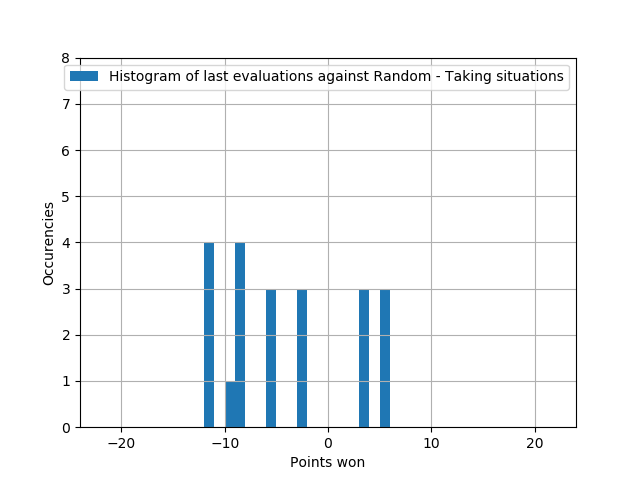 Histogram of last evaluations against Random - Taking situations
8
7
6
5
4
3
2
1
0
Occurencies
−20 −10 0 10 20
Points won